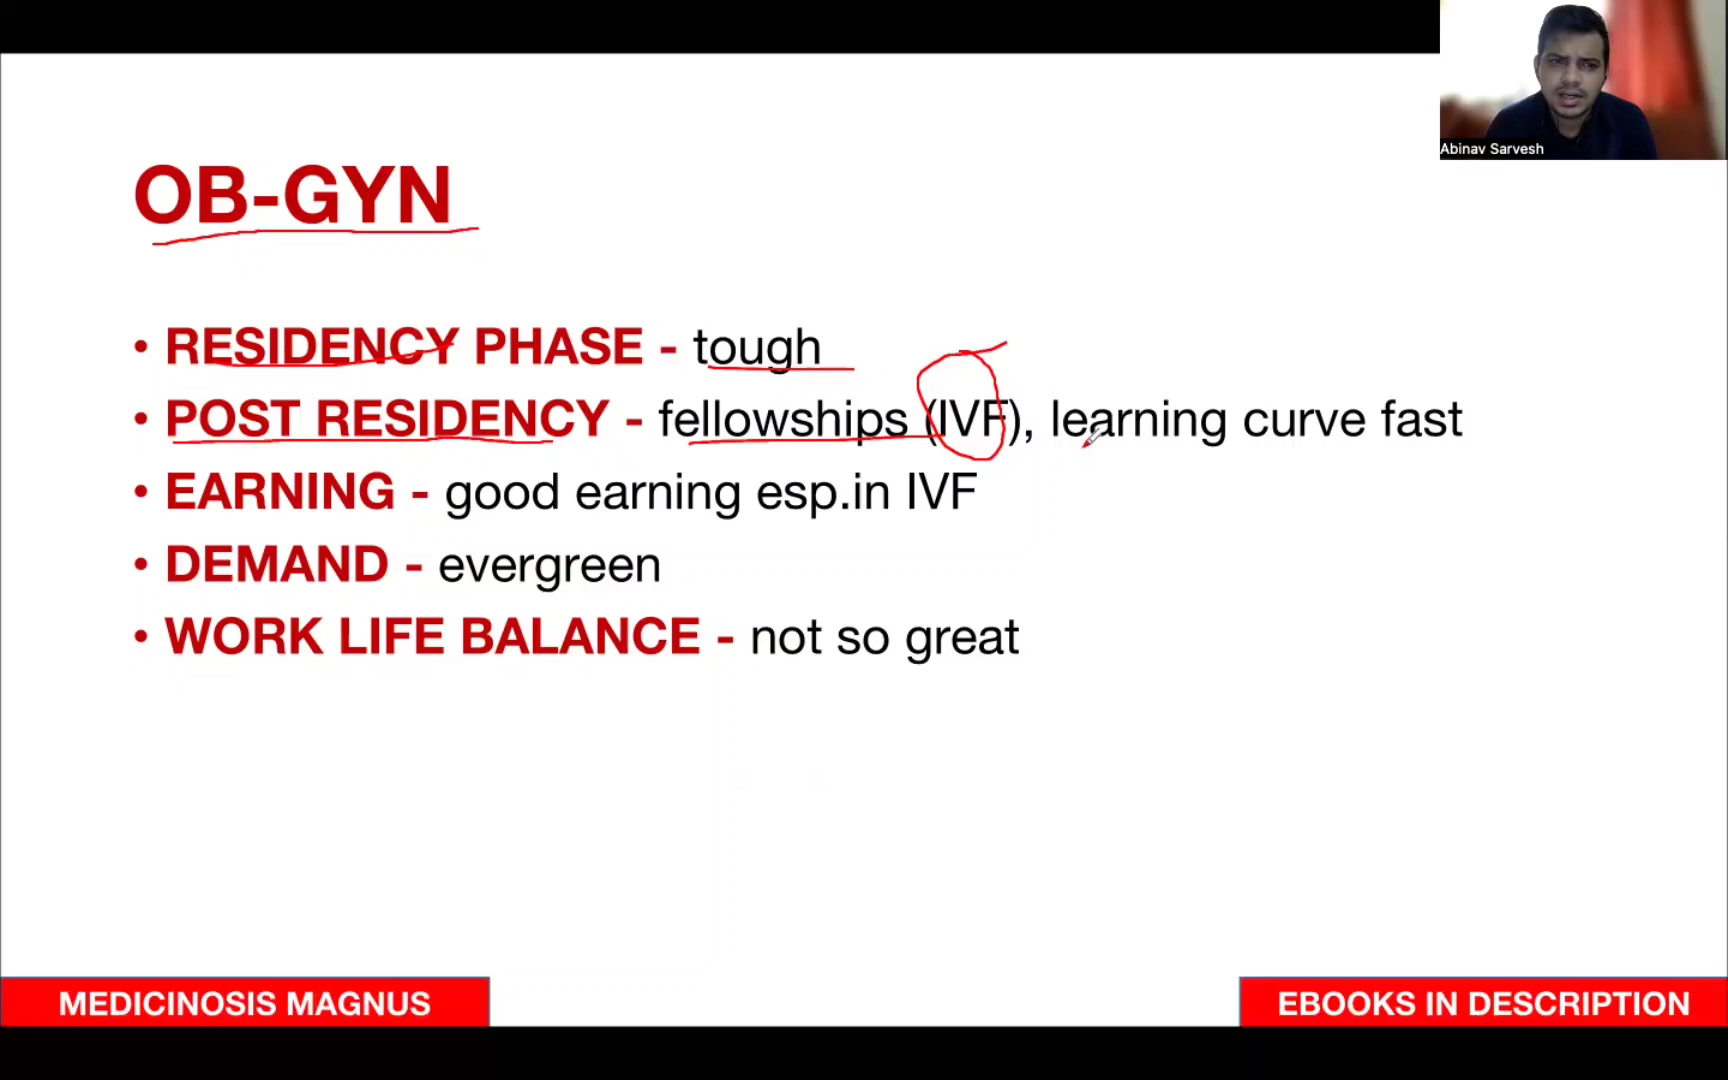 Abinav Sarvesh
OB-GYN
• RESIDENCY PHASE - tough
• POST RESIDENCY - fellowships (IVF), learning curve fast
• EARNING - good earning esp.in IVF
• DEMAND - evergreen
• WORK LIFE BALANCE - not so great
MEDICINOSIS MAGNUS
EBOOKS IN DESCRIPTION